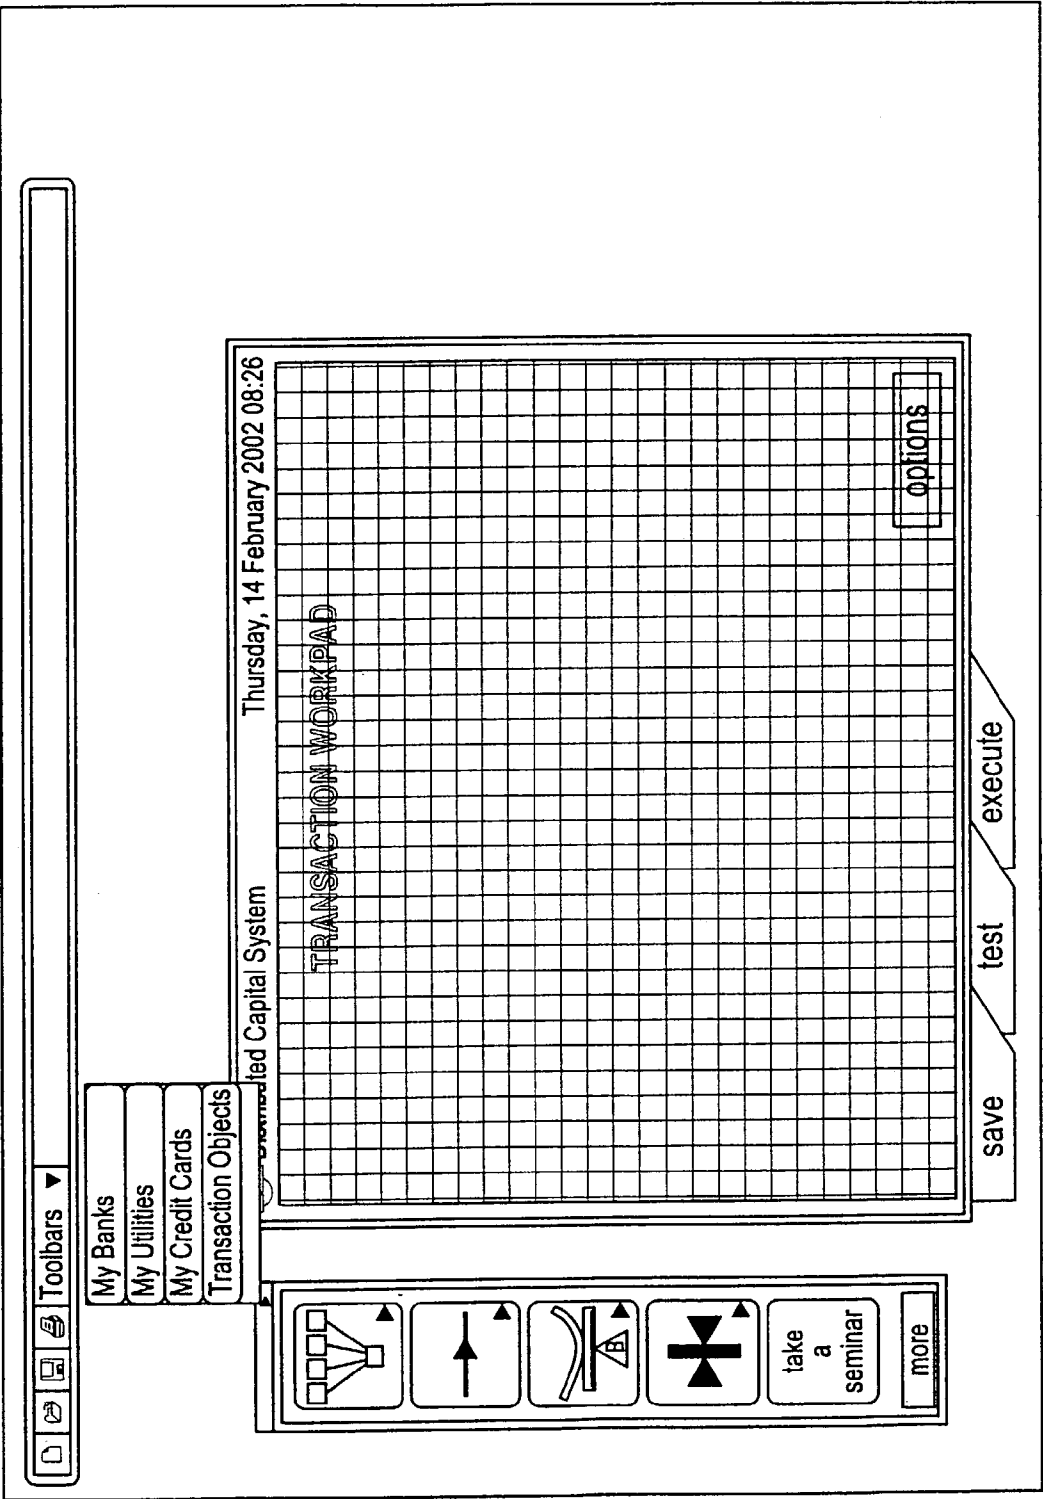 Toolbars ▼
My Banks
My Utilities
My Credit Cards
Transaction Objects
ted Capital System
Thursday, 14 February 2002 08:26
TRANSACTION WORKPAD
B
take
a
seminar
more
options
save
test
execute